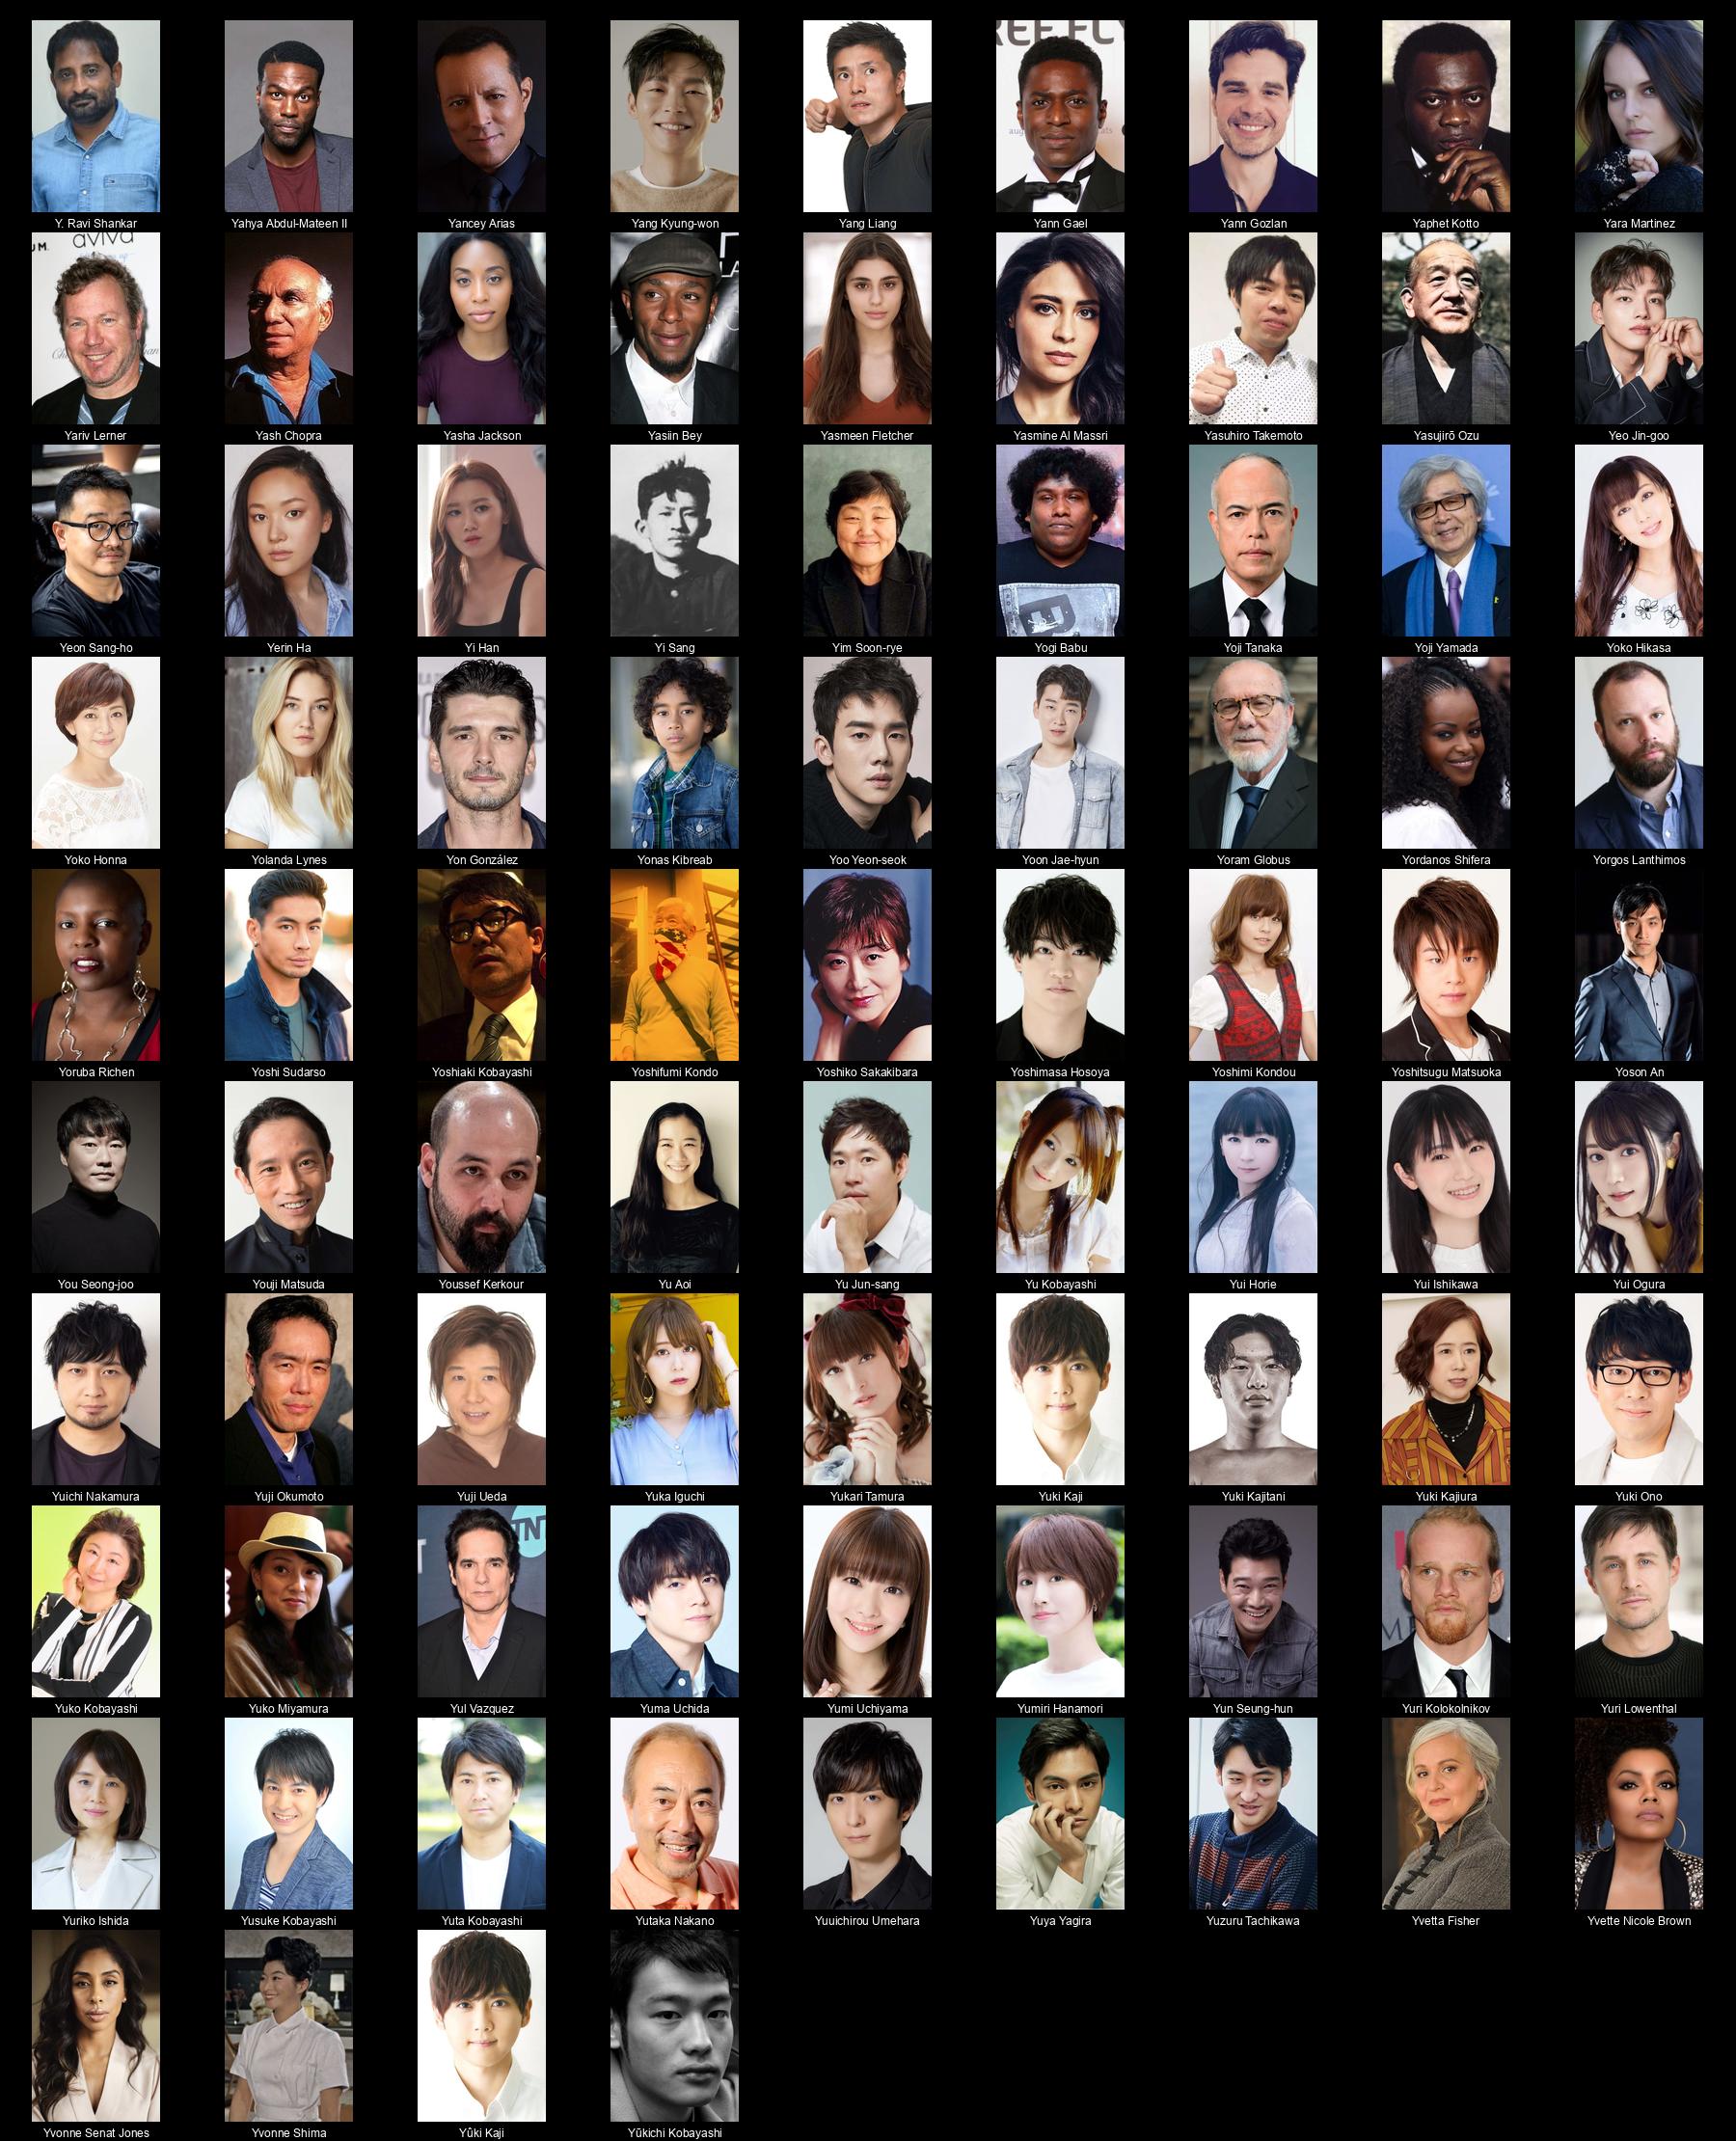 REE FLY
Y. Ravi Shankar
Yahya Abdul-Mateen II
Yancey Arias
Yang Kyung-won
Yang Liang
Yann Gael
Yann Gozlan
Yaphet Kotto
Yara Martinez
aviva
Yariv Lerner
Yash Chopra
Yasha Jackson
Yasiin Bey
Yasmeen Fletcher
Yasmine Al Massri
Yasuhiro Takemoto
Yasujirō Ozu
Yeo Jin-goo
Yeon Sang-ho
Yerin Ha
Yi Han
Yi Sang
Yim Soon-rye
Yogi Babu
Yoji Tanaka
Yoji Yamada
Yoko Hikasa
Yoko Honna
Yolanda Lynes
Yon González
Yonas Kibreab
Yoo Yeon-seok
Yoon Jae-hyun
Yoram Globus
Yordanos Shifera
Yorgos Lanthimos
Yoruba Richen
Yoshi Sudarso
Yoshiaki Kobayashi
Yoshifumi Kondo
Yoshiko Sakakibara
Yoshimasa Hosoya
Yoshimi Kondou
Yoshitsugu Matsuoka
Yoson An
You Seong-joo
Youji Matsuda
Youssef Kerkour
Yu Aoi
Yu Jun-sang
Yu Kobayashi
Yui Horie
Yui Ishikawa
Yui Ogura
Yuichi Nakamura
Yuji Okumoto
Yuji Ueda
Yuka Iguchi
Yukari Tamura
Yuki Kaji
Yuki Kajitani
Yuki Kajiura
Yuki Ono
TNT
Yuko Kobayashi
Yuko Miyamura
Yul Vazquez
Yuma Uchida
Yumi Uchiyama
Yumiri Hanamori
Yun Seung-hun
Yuri Kolokolnikov
Yuri Lowenthal
Yuriko Ishida
Yusuke Kobayashi
Yuta Kobayashi
Yutaka Nakano
Yuuichirou Umehara
Yuya Yagira
Yuzuru Tachikawa
Yvetta Fisher
Yvette Nicole Brown
Yvonne Senat Jones
Yvonne Shima
Yûki Kaji
Yûkichi Kobayashi